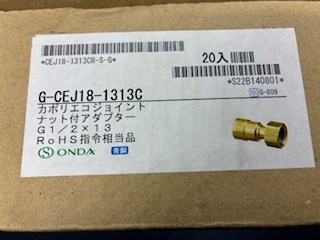 *CEJ18-1313CR-S-G*
20入
*S22B140801*
G-809
G-CEJ18-1313C
カポリエコジョイント
ナット付アダプター
G1/2×13
RoHS指令相当品
ONDA 青銅